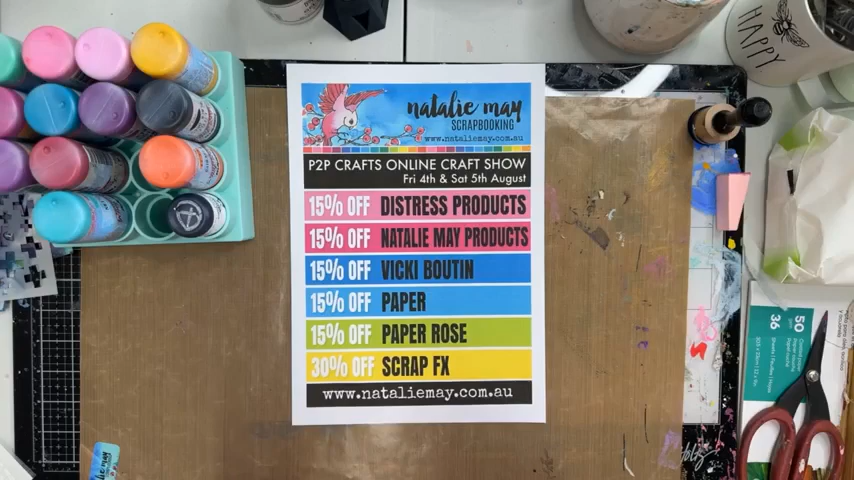 natalie may
SCRAPBOOKING
www.nataliemay.com.au
P2P CRAFTS ONLINE CRAFT SHOW
Fri 4th & Sat 5th August
15% OFF DISTRESS PRODUCTS
15% OFF NATALIE MAY PRODUCTS
15% OFF VICKI BOUTIN
15% OFF PAPER
15% OFF PAPER ROSE
30% OFF SCRAP FX
www.nataliemay.com.au
HAPPY
50
36